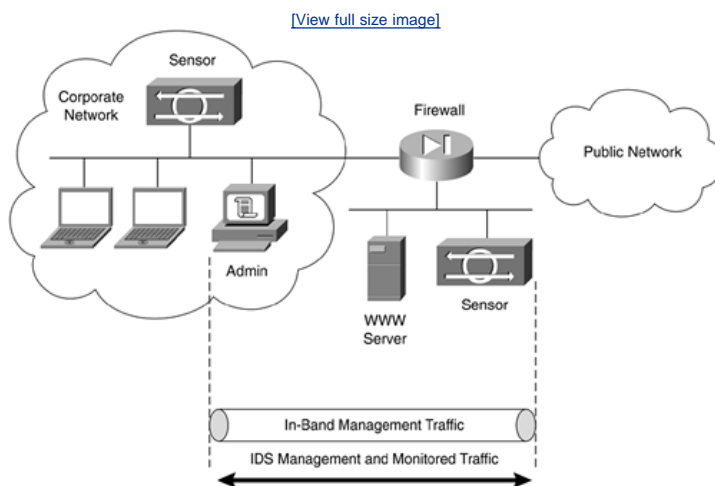 [View full size image]
Sensor
Corporate
Network
Firewall
Public Network
Admin
WWW
Server
Sensor
In-Band Management Traffic
IDS Management and Monitored Traffic